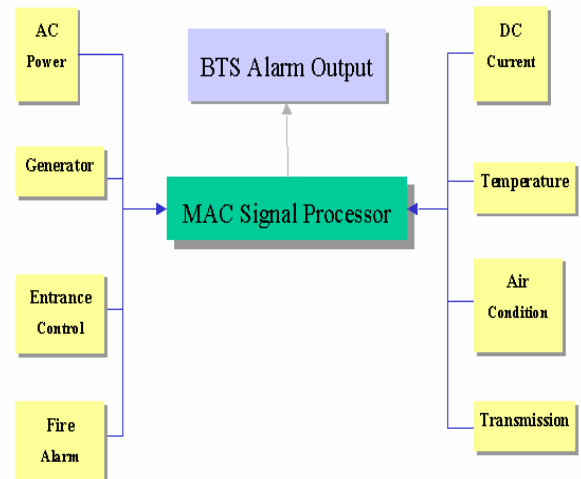 AC
Power
Generator
Entrance
Control
Fire
Alarm
BTS Alarm Output
MAC Signal Processor
DC
Current
Temperature
Air
Condition
Transmission